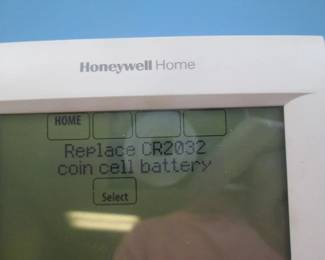 Honeywell Home
HOME
Replace CR2032
coin cell battery
Select